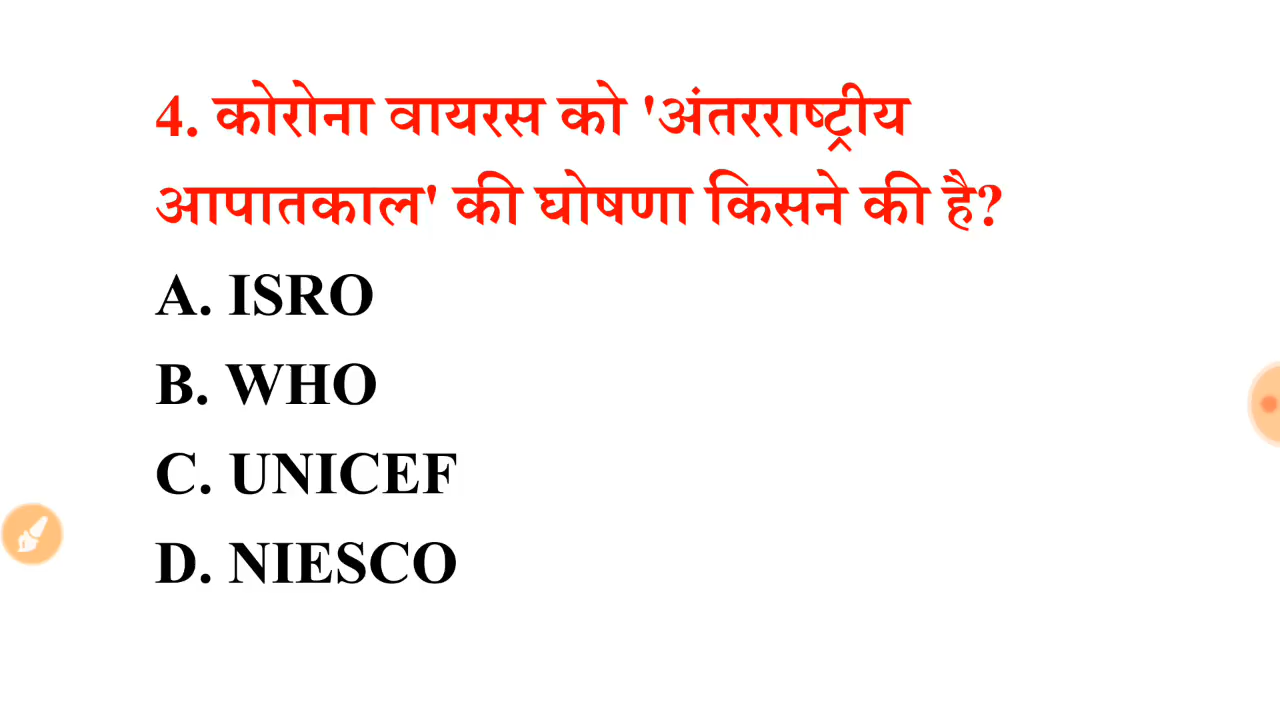 4. कोरोना वायरस को 'अंतरराष्ट्रीय
आपातकाल' की घोषणा किसने की है?
A. ISRO
B. WHO
C. UNICEF
D. NIESCO